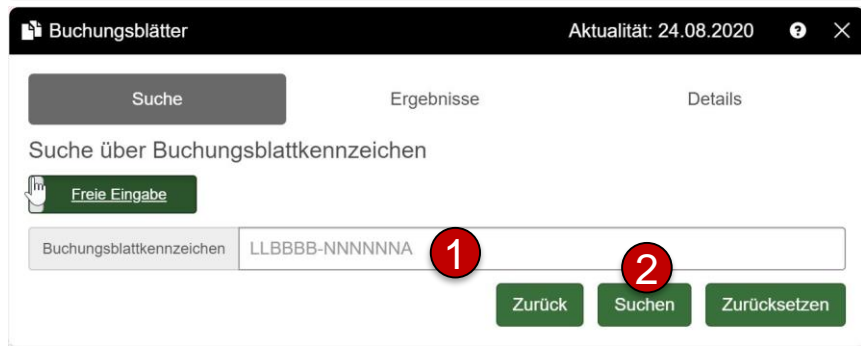 Buchungsblätter Aktualität: 24.08.2020 ?
Suche Ergebnisse Details
Suche über Buchungsblattkennzeichen
Freie Eingabe
Buchungsblattkennzeichen LLBBBB-NNNNNNA 1
2
Zurück Suchen Zurücksetzen